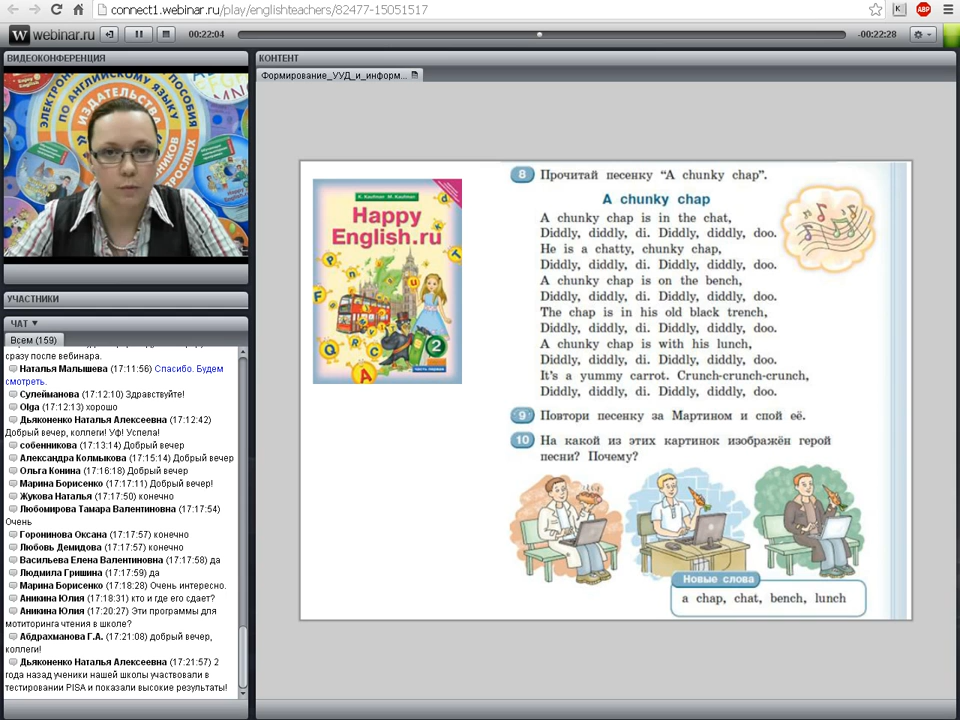 connect1.webinar.ru/play/englishteachers/82477-15051517
webinar.ru
00:22:04
-00:22:28
ВИДЕОКОНФЕРЕНЦИЯ
КОНТЕНТ
Формирование_УУД_и_информ...
ЭЛЕКТРОННЫЕ ПОСОБИЯ
ПО АНГЛИЙСКОМУ ЯЗЫКУ
ИЗДАТЕЛЬСТВА
УЧАСТНИКИ
ЧАТ
Всем (159)
сразу после вебинара.
Наталья Малышева (17:11:56) Спасибо. Будем
смотреть.
Сулейманова (17:12:10) Здравствуйте!
Olga (17:12:13) хорошо
Дьяконенко Наталья Алексеевна (17:12:42)
Добрый вечер, коллеги! Уф! Успела!
собенникова (17:13:14) Добрый вечер
Александра Колмыкова (17:15:14) Добрый вечер
Ольга Конина (17:16:18) Добрый вечер
Марина Борисенко (17:17:11) Добрый вечер!
Жукова Наталья (17:17:50) конечно
Любомирова Тамара Валентиновна (17:17:54)
Очень
Горонинова Оксана (17:17:57) конечно
Любовь Демидова (17:17:57) конечно
Васильева Елена Валентиновна (17:17:58) да
Людмила Гришина (17:17:59) да
Марина Борисенко (17:18:28) Очень интересно.
Аникина Юлия (17:18:31) кто и где его сдает?
Аникина Юлия (17:20:27) Эти программы для
мотиторинга чтения в школе?
Абдрахманова Г.А. (17:21:08) добрый вечер,
коллеги!
Дьяконенко Наталья Алексеевна (17:21:57) 2
года назад ученики нашей школы участвовали в
тестировании PISA и показали высокие результаты!
K. Kaufman M. Kaufman
Happy
English.ru
2
часть первая
8 Прочитай песенку “A chunky chap”.
A chunky chap
A chunky chap is in the chat,
Diddly, diddly, di. Diddly, diddly, doo.
He is a chatty, chunky chap,
Diddly, diddly, di. Diddly, diddly, doo.
A chunky chap is on the bench,
Diddly, diddly, di. Diddly, diddly, doo.
The chap is in his old black trench,
Diddly, diddly, di. Diddly, diddly, doo.
A chunky chap is with his lunch,
Diddly, diddly, di. Diddly, diddly, doo.
It’s a yummy carrot. Crunch-crunch-crunch,
Diddly, diddly, di. Diddly, diddly, doo.
9 Повтори песенку за Мартином и спой её.
10 На какой из этих картинок изображён герой
песни? Почему?
Новые слова
a chap, chat, bench, lunch